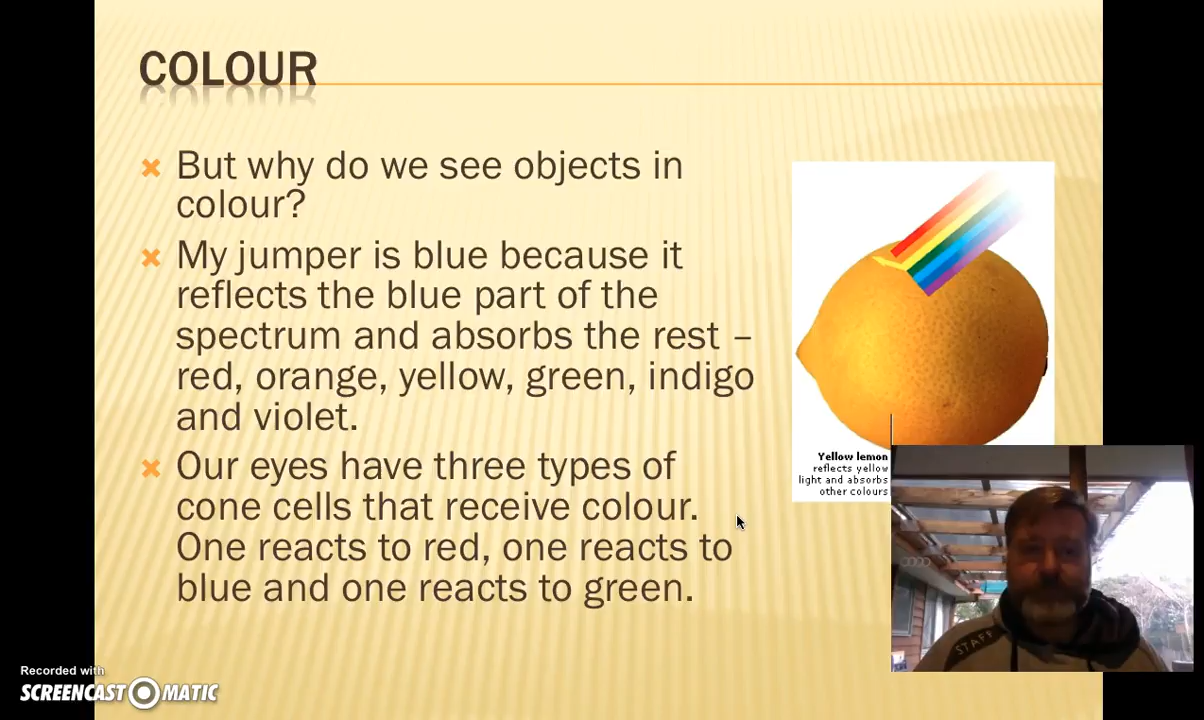 COLOUR
But why do we see objects in
colour?
My jumper is blue because it
reflects the blue part of the
spectrum and absorbs the rest –
red, orange, yellow, green, indigo
and violet.
Our eyes have three types of
cone cells that receive colour.
One reacts to red, one reacts to
blue and one reacts to green.
Yellow lemon
reflects yellow
light and absorbs
other colours
STAFF
Recorded with
SCREENCAST MATIC